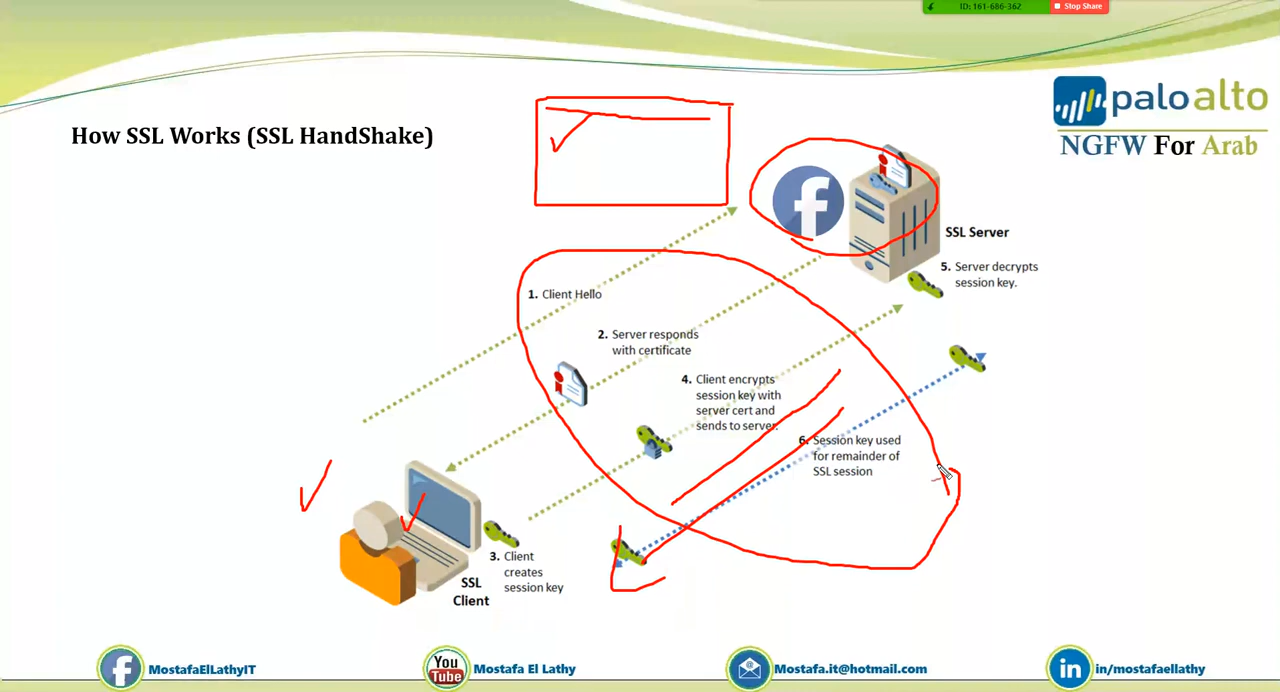 ID: 161-686-362
Stop Share
paloalto
NGFW For Arab
How SSL Works (SSL HandShake)
SSL Server
5. Server decrypts
session key.
1. Client Hello
2. Server responds
with certificate
4. Client encrypts
session key with
server cert and
sends to server.
6. Session key used
for remainder of
SSL session
3. Client
creates
session key
SSL
Client
MostafaElLathyIT
You
Tube
Mostafa El Lathy
Mostafa.it@hotmail.com
in
in/mostafaellathy